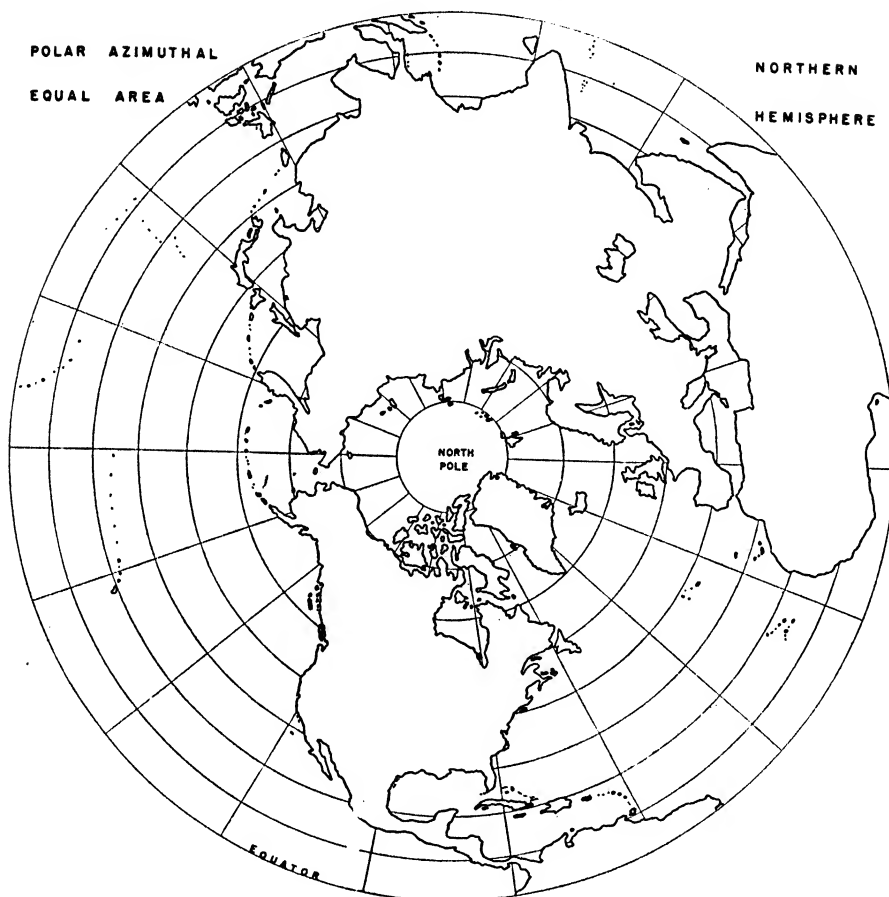 POLAR AZIMUTHAL
EQUAL AREA
NORTHERN
HEMISPHERE
NORTH
POLE
EQUATOR